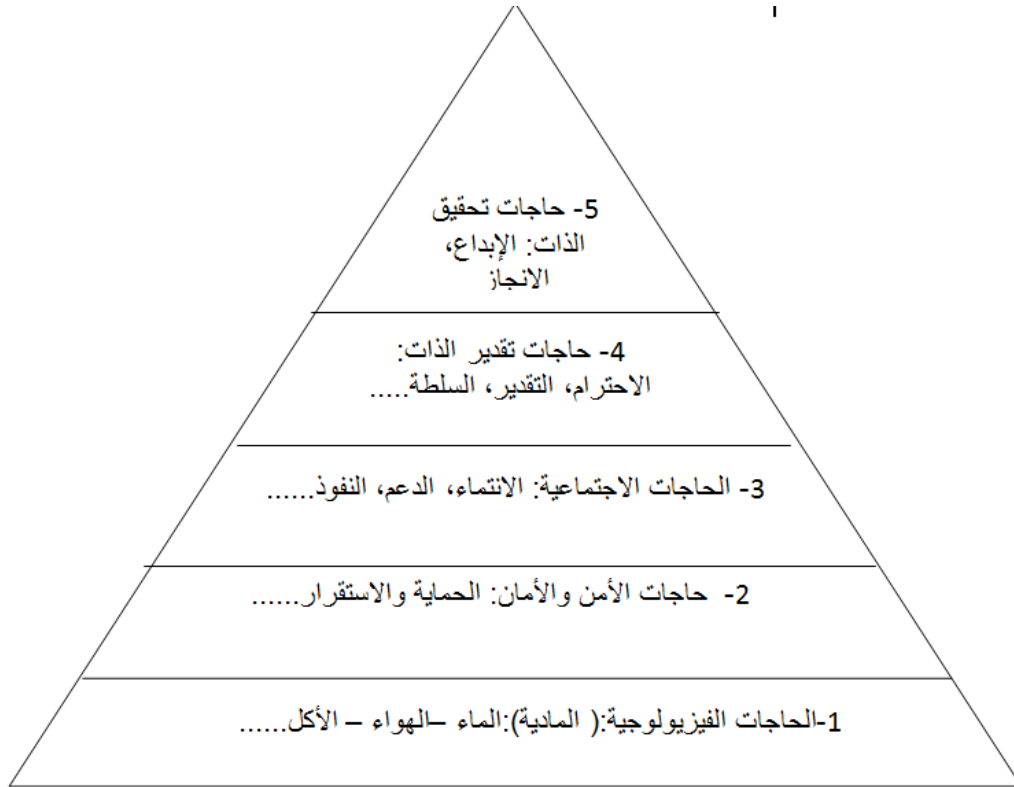 5- حاجات تحقيق
الذات: الإبداع،
الانجاز
4- حاجات تقدير الذات:
الاحترام، التقدير، السلطة.....
3- الحاجات الاجتماعية: الانتماء، الدعم، النفوذ......
2- حاجات الأمن والأمان: الحماية والاستقرار......
1-الحاجات الفيزيولوجية:( المادية):الماء –الهواء – الأكل......